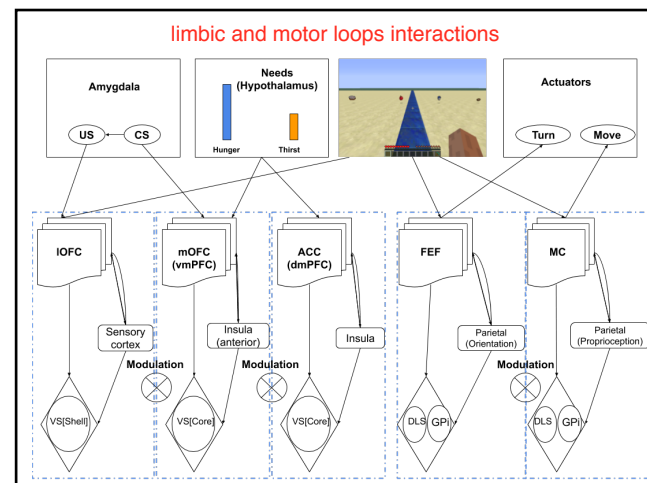 limbic and motor loops interactions
Amygdala
US
CS
Needs
(Hypothalamus)
Hunger
Thirst
Actuators
Turn
Move
lOFC
mOFC
(vmPFC)
ACC
(dmPFC)
FEF
MC
Sensory
cortex
Insula
(anterior)
Insula
Parietal
(Orientation)
Parietal
(Proprioception)
Modulation
Modulation
Modulation
VS[Shell]
VS[Core]
VS[Core]
DLS
GPi
DLS
GPi